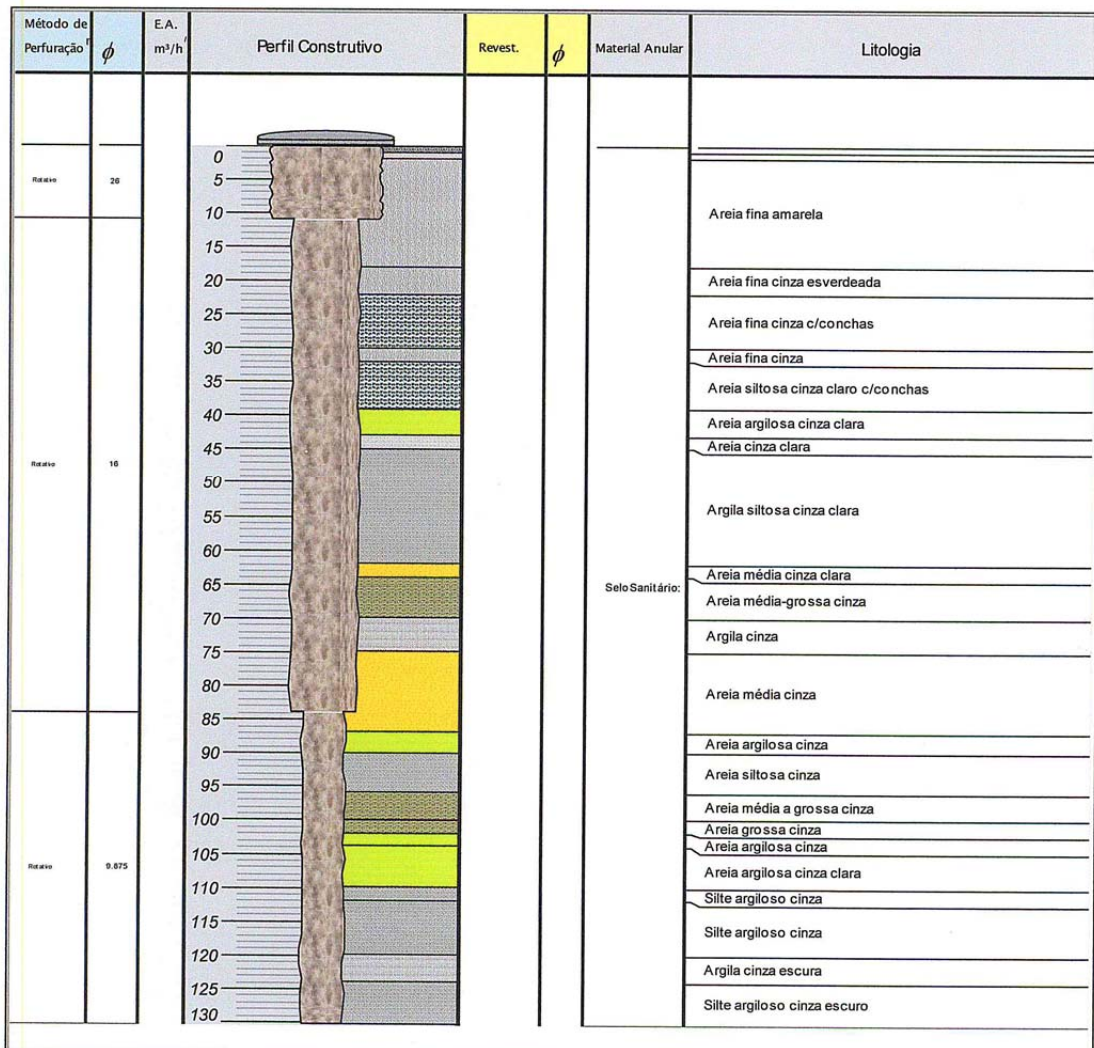 Método de Perfuração
ϕ
E.A. m³/h
Perfil Construtivo
Revest.
ϕ
Material Anular
Litologia
0
Rotativo
26
5
10
Areia fina amarela
15
20
Areia fina cinza esverdeada
25
Areia fina cinza c/conchas
30
Areia fina cinza
35
Areia siltosa cinza claro c/conchas
40
Areia argilosa cinza clara
45
Areia cinza clara
Rotativo
16
50
Argila siltosa cinza clara
55
60
Areia média cinza clara
65
Selo Sanitário:
Areia média-grossa cinza
70
Argila cinza
75
80
Areia média cinza
85
Areia argilosa cinza
90
Areia siltosa cinza
95
Areia média a grossa cinza
100
Areia grossa cinza
Areia argilosa cinza
105
Rotativo
9.875
Areia argilosa cinza clara
110
Silte argiloso cinza
115
Silte argiloso cinza
120
Argila cinza escura
125
Silte argiloso cinza escuro
130